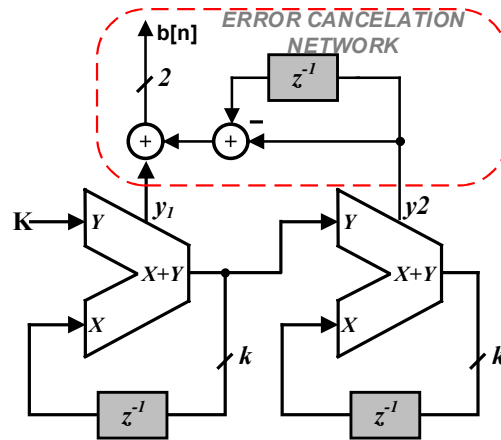 ERROR CANCELATION
NETWORK
b[n]
z⁻¹
2
−
+
+
K
Y
y₁
X+Y
X
k
z⁻¹
Y
y2
X+Y
X
k
z⁻¹